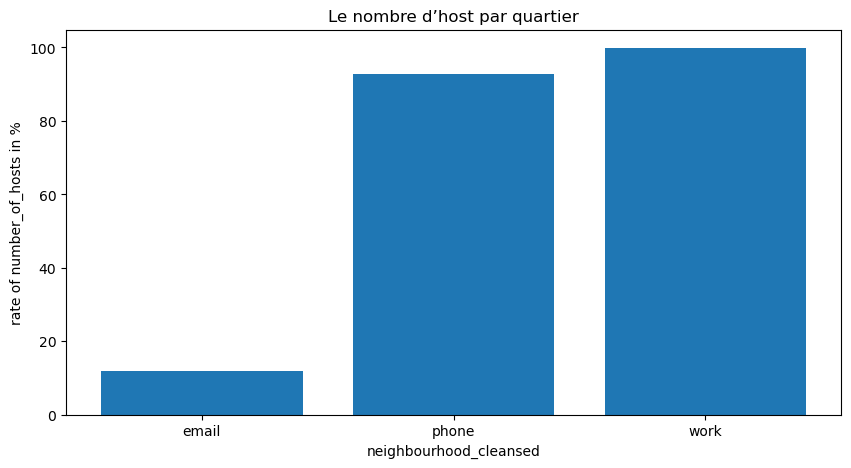 Le nombre d’host par quartier
rate of number_of_hosts in %
100
80
60
40
20
0
email phone work
neighbourhood_cleansed